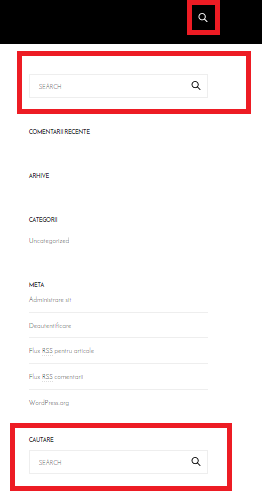 SEARCH
COMENTARII RECENTE
ARHIVE
CATEGORII
Uncategorized
META
Administrare sit
Deautentificare
Flux RSS pentru articole
Flux RSS comentarii
WordPress.org
CAUTARE
SEARCH